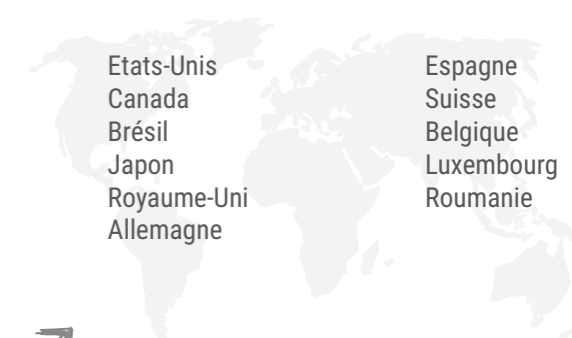 Etats-Unis
Canada
Brésil
Japon
Royaume-Uni
Allemagne
Espagne
Suisse
Belgique
Luxembourg
Roumanie